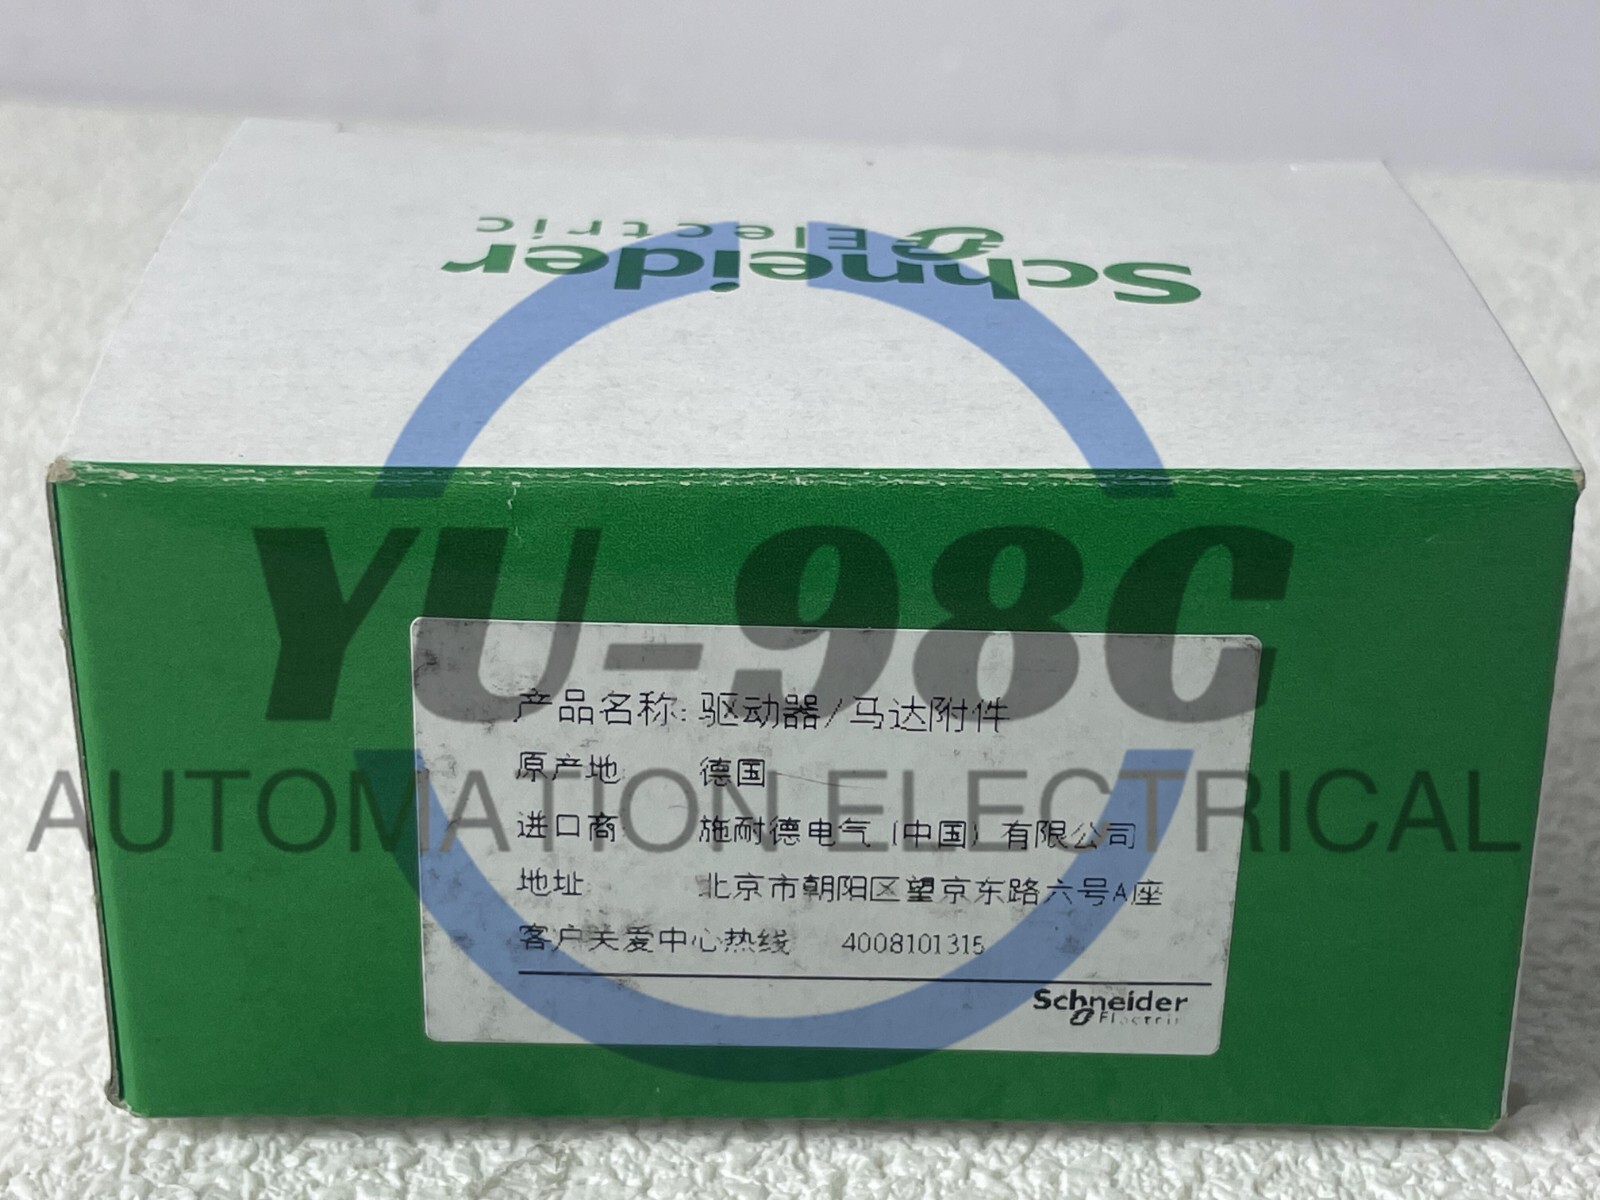 Schneider
Electric
YU-98C
AUTOMATION ELECTRICAL
产品名称: 驱动器/马达附件
原产地 德国
进口商 施耐德电气(中国)有限公司
地址 北京市朝阳区望京东路六号A座
客户关爱中心热线 4008101315
Schneider
Electric